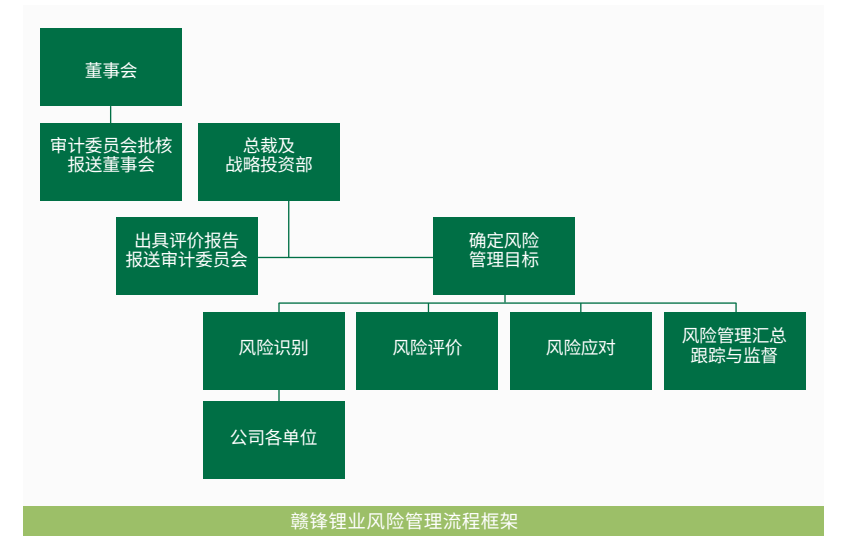 董事会
审计委员会批核
报送董事会
总裁及
战略投资部
出具评价报告
报送审计委员会
确定风险
管理目标
风险识别
风险评价
风险应对
风险管理汇总
跟踪与监督
公司各单位
赣锋锂业风险管理流程框架